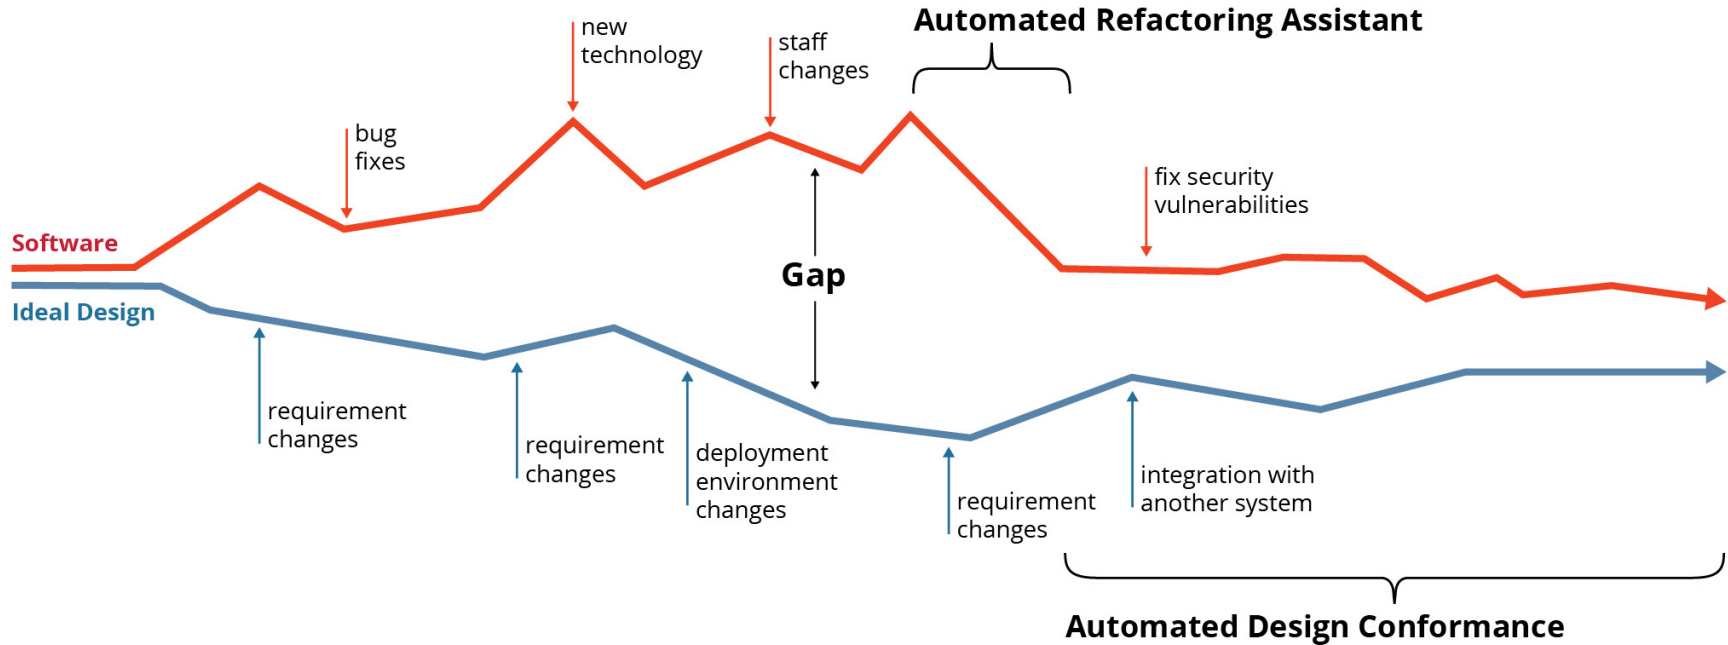 Automated Refactoring Assistant
new
technology
staff
changes
bug
fixes
fix security
vulnerabilities
Software
Gap
Ideal Design
requirement
changes
requirement
changes
deployment
environment
changes
requirement
changes
integration with
another system
Automated Design Conformance